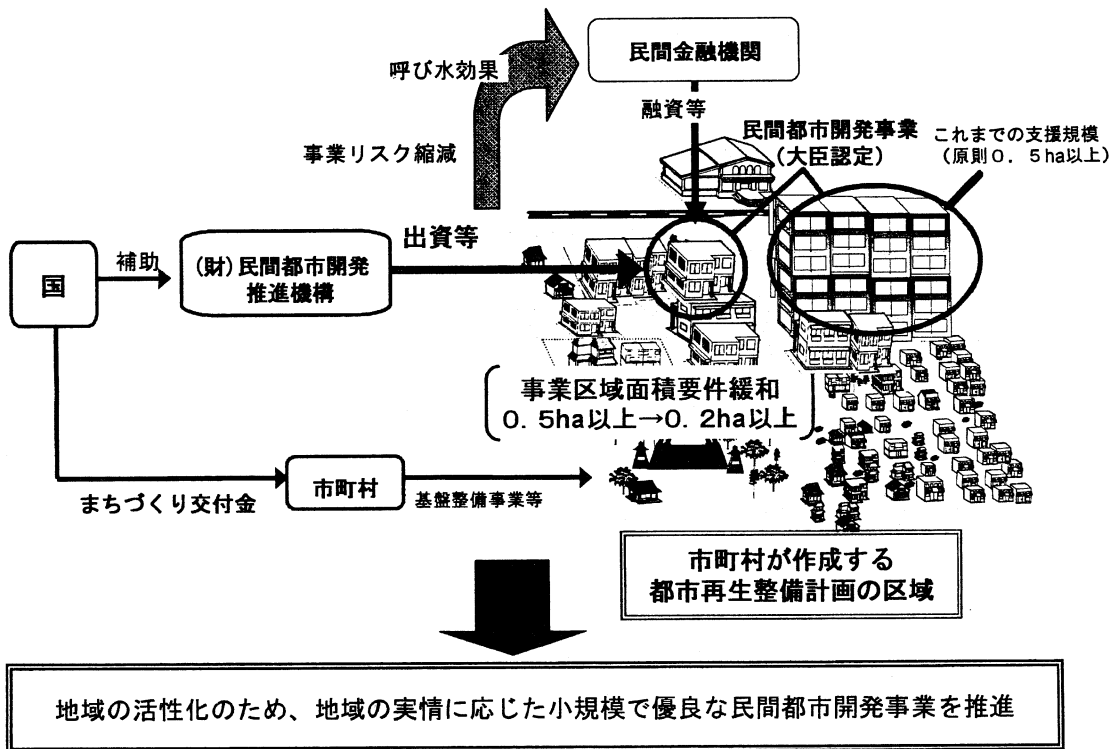 民間金融機関
呼び水効果
融資等
民間都市開発事業
（大臣認定）
これまでの支援規模
（原則０．５ha以上）
事業リスク縮減
国
補助
(財)民間都市開発
推進機構
出資等
事業区域面積要件緩和
０．５ha以上→０．２ha以上
まちづくり交付金
市町村
基盤整備事業等
市町村が作成する
都市再生整備計画の区域
地域の活性化のため、地域の実情に応じた小規模で優良な民間都市開発事業を推進